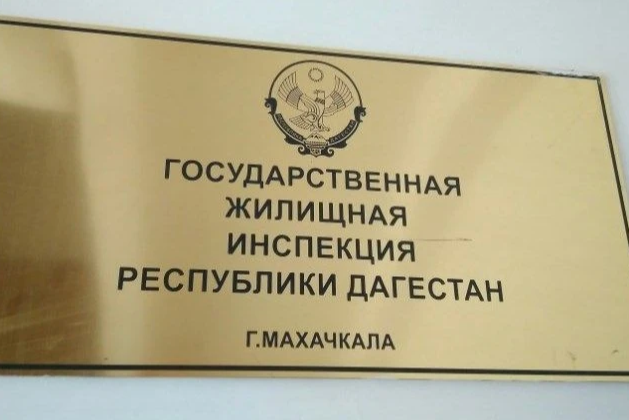 ГОСУДАРСТВЕННАЯ
ЖИЛИЩНАЯ
ИНСПЕКЦИЯ
РЕСПУБЛИКИ ДАГЕСТАН
Г.МАХАЧКАЛА